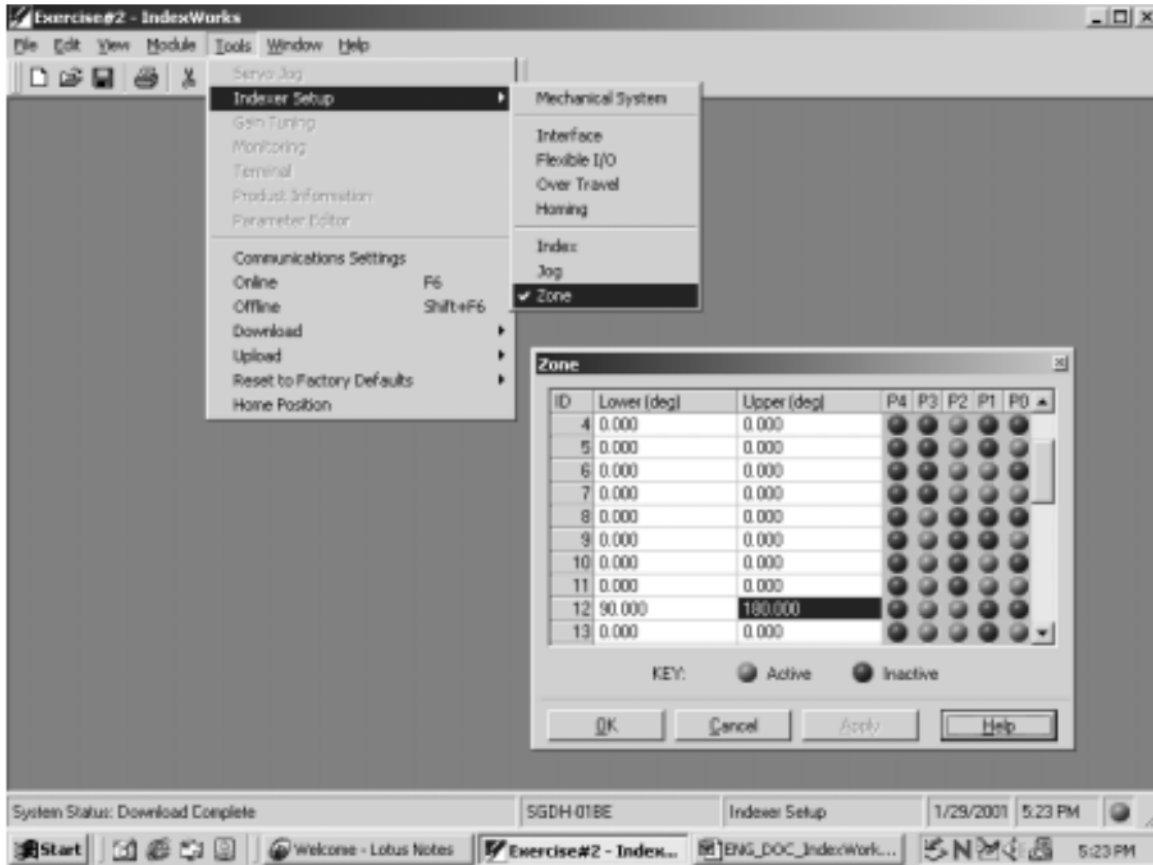 Exercise#2 - IndexWorks
File Edit View Module Tools Window Help
Servo Jog
Indexer Setup
Gain Tuning
Monitoring
Terminal
Product Information
Parameter Editor
Communications Settings
Online F6
Offline Shift+F6
Download
Upload
Reset to Factory Defaults
Home Position
Mechanical System
Interface
Flexible I/O
Over Travel
Homing
Index
Jog
Zone
Zone
ID Lower (deg) Upper (deg) P4 P3 P2 P1 P0
4 0.000 0.000
5 0.000 0.000
6 0.000 0.000
7 0.000 0.000
8 0.000 0.000
9 0.000 0.000
10 0.000 0.000
11 0.000 0.000
12 90.000 180.000
13 0.000 0.000
KEY: Active Inactive
OK Cancel Apply Help
System Status: Download Complete SGDH-01BE Indexer Setup 1/29/2001 5:23 PM
Start Welcome - Lotus Notes Exercise#2 - Index... ENG_DOC_IndexWork... N 5:23 PM